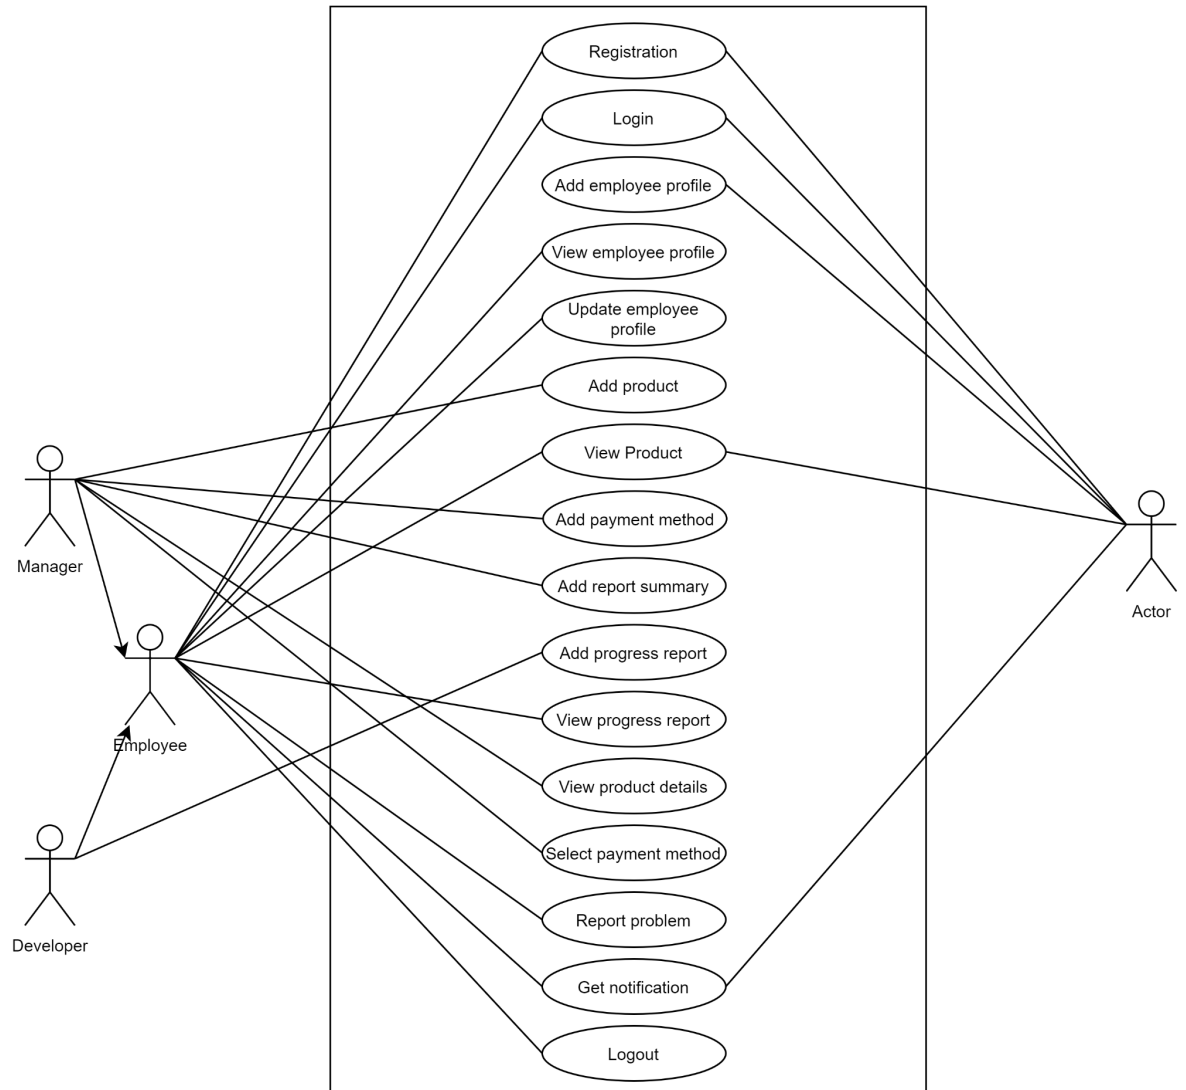 Registration
Login
Add employee profile
View employee profile
Update employee
profile
Add product
View Product
Add payment method
Add report summary
Add progress report
View progress report
View product details
Select payment method
Report problem
Get notification
Logout
Manager
Employee
Developer
Actor